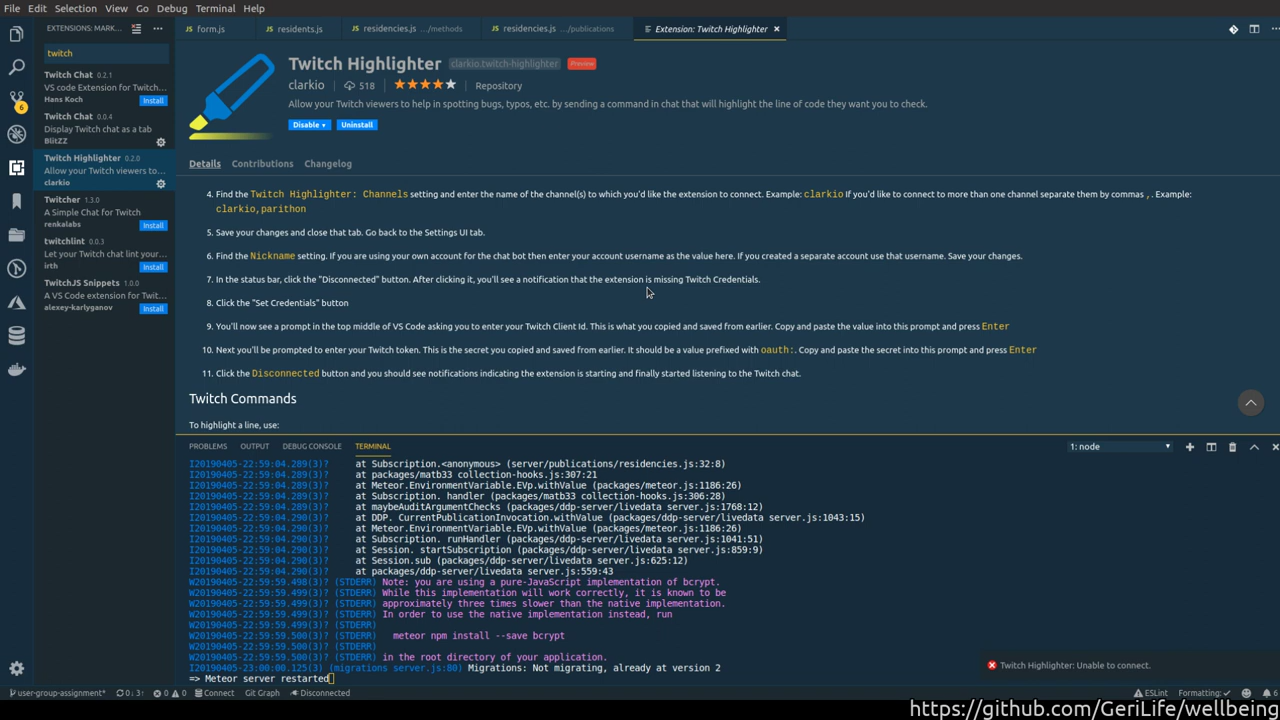 File Edit Selection View Go Debug Terminal Help
EXTENSIONS: MARK...
form.js
residents.js
residencies.js .../methods
residencies.js .../publications
Extension: Twitch Highlighter
twitch
Twitch Chat 0.2.1
VS code Extension for Twitch...
Hans Koch Install
Twitch Chat 0.0.4
Display Twitch chat as a tab
BlitZZ
Twitch Highlighter 0.2.0
Allow your Twitch viewers to...
clarkio
Twitcher 1.3.0
A Simple Chat for Twitch
renkalabs Install
twitchlint 0.0.3
Let your Twitch chat lint your...
irth Install
TwitchJS Snippets 1.0.0
A VS Code extension for Twit...
alexey-karlyganov Install
6
Twitch Highlighter clarkio.twitch-highlighter Preview
clarkio 518 Repository
Allow your Twitch viewers to help in spotting bugs, typos, etc. by sending a command in chat that will highlight the line of code they want you to check.
Disable Uninstall
Details Contributions Changelog
4. Find the Twitch Highlighter: Channels setting and enter the name of the channel(s) to which you'd like the extension to connect. Example: clarkio If you'd like to connect to more than one channel separate them by commas ,. Example:
clarkio,parithon
5. Save your changes and close that tab. Go back to the Settings UI tab.
6. Find the Nickname setting. If you are using your own account for the chat bot then enter your account username as the value here. If you created a separate account use that username. Save your changes.
7. In the status bar, click the "Disconnected" button. After clicking it, you'll see a notification that the extension is missing Twitch Credentials.
8. Click the "Set Credentials" button
9. You'll now see a prompt in the top middle of VS Code asking you to enter your Twitch Client Id. This is what you copied and saved from earlier. Copy and paste the value into this prompt and press Enter
10. Next you'll be prompted to enter your Twitch token. This is the secret you copied and saved from earlier. It should be a value prefixed with oauth:. Copy and paste the secret into this prompt and press Enter
11. Click the Disconnected button and you should see notifications indicating the extension is starting and finally started listening to the Twitch chat.
Twitch Commands
To highlight a line, use:
PROBLEMS OUTPUT DEBUG CONSOLE TERMINAL 1: node
I20190405-22:59:04.289(3)? at Subscription.<anonymous> (server/publications/residencies.js:32:8)
I20190405-22:59:04.289(3)? at packages/matb33 collection-hooks.js:307:21
I20190405-22:59:04.289(3)? at Meteor.EnvironmentVariable.EVp.withValue (packages/meteor.js:1186:26)
I20190405-22:59:04.289(3)? at Subscription. handler (packages/matb33 collection-hooks.js:306:28)
I20190405-22:59:04.290(3)? at maybeAuditArgumentChecks (packages/ddp-server/livedata server.js:1768:12)
I20190405-22:59:04.290(3)? at DDP. CurrentPublicationInvocation.withValue (packages/ddp-server/livedata server.js:1043:15)
I20190405-22:59:04.290(3)? at Meteor.EnvironmentVariable.EVp.withValue (packages/meteor.js:1186:26)
I20190405-22:59:04.290(3)? at Subscription. runHandler (packages/ddp-server/livedata server.js:1041:51)
I20190405-22:59:04.290(3)? at Session. startSubscription (packages/ddp-server/livedata server.js:859:9)
I20190405-22:59:04.290(3)? at Session.sub (packages/ddp-server/livedata server.js:625:12)
I20190405-22:59:04.290(3)? at packages/ddp-server/livedata server.js:559:43
W20190405-22:59:59.498(3)? (STDERR) Note: you are using a pure-JavaScript implementation of bcrypt.
W20190405-22:59:59.499(3)? (STDERR) While this implementation will work correctly, it is known to be
W20190405-22:59:59.499(3)? (STDERR) approximately three times slower than the native implementation.
W20190405-22:59:59.499(3)? (STDERR) In order to use the native implementation instead, run
W20190405-22:59:59.499(3)? (STDERR)
W20190405-22:59:59.500(3)? (STDERR) meteor npm install --save bcrypt
W20190405-22:59:59.500(3)? (STDERR)
W20190405-22:59:59.500(3)? (STDERR) in the root directory of your application.
I20190405-23:00:00.125(3)? (migrations server.js:80) Migrations: Not migrating, already at version 2
=> Meteor server restarted
Twitch Highlighter: Unable to connect.
user-group-assignment* 0↓ 3↑ 0 0 Connect Git Graph Disconnected ESLint Formatting: ✓ 6
https://github.com/GeriLife/wellbeing